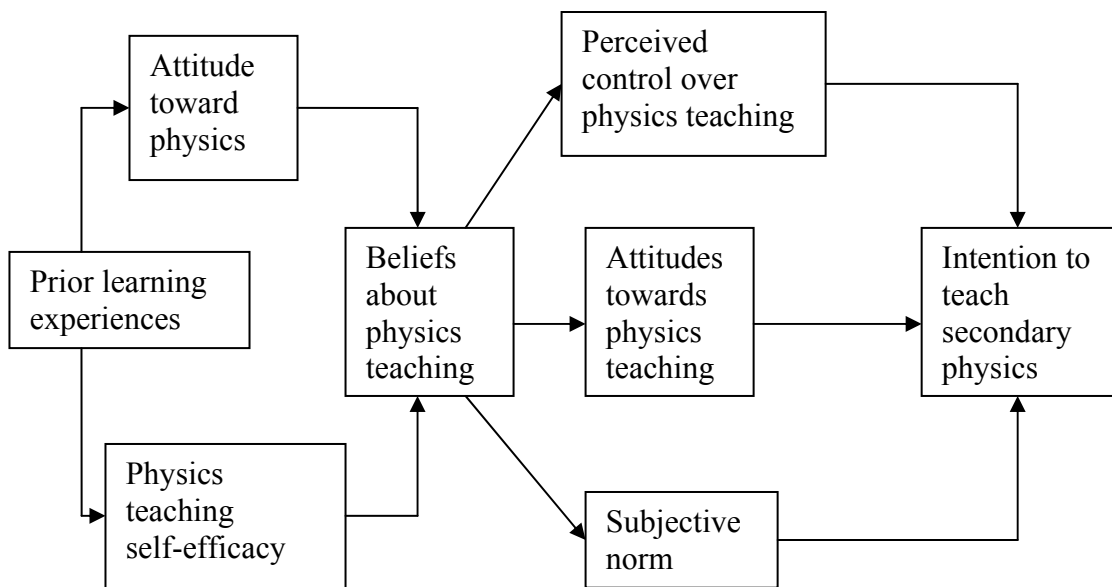 Attitude
toward
physics
Prior learning
experiences
Physics
teaching
self-efficacy
Beliefs
about
physics
teaching
Perceived
control over
physics teaching
Attitudes
towards
physics
teaching
Subjective
norm
Intention to
teach
secondary
physics